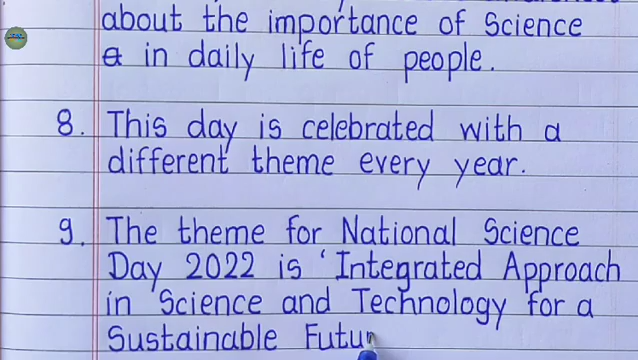 about the importance of Science
in daily life of people.
8. This day is celebrated with a
different theme every year.
9. The theme for National Science
Day 2022 is 'Integrated Approach
in Science and Technology for a
Sustainable Futur